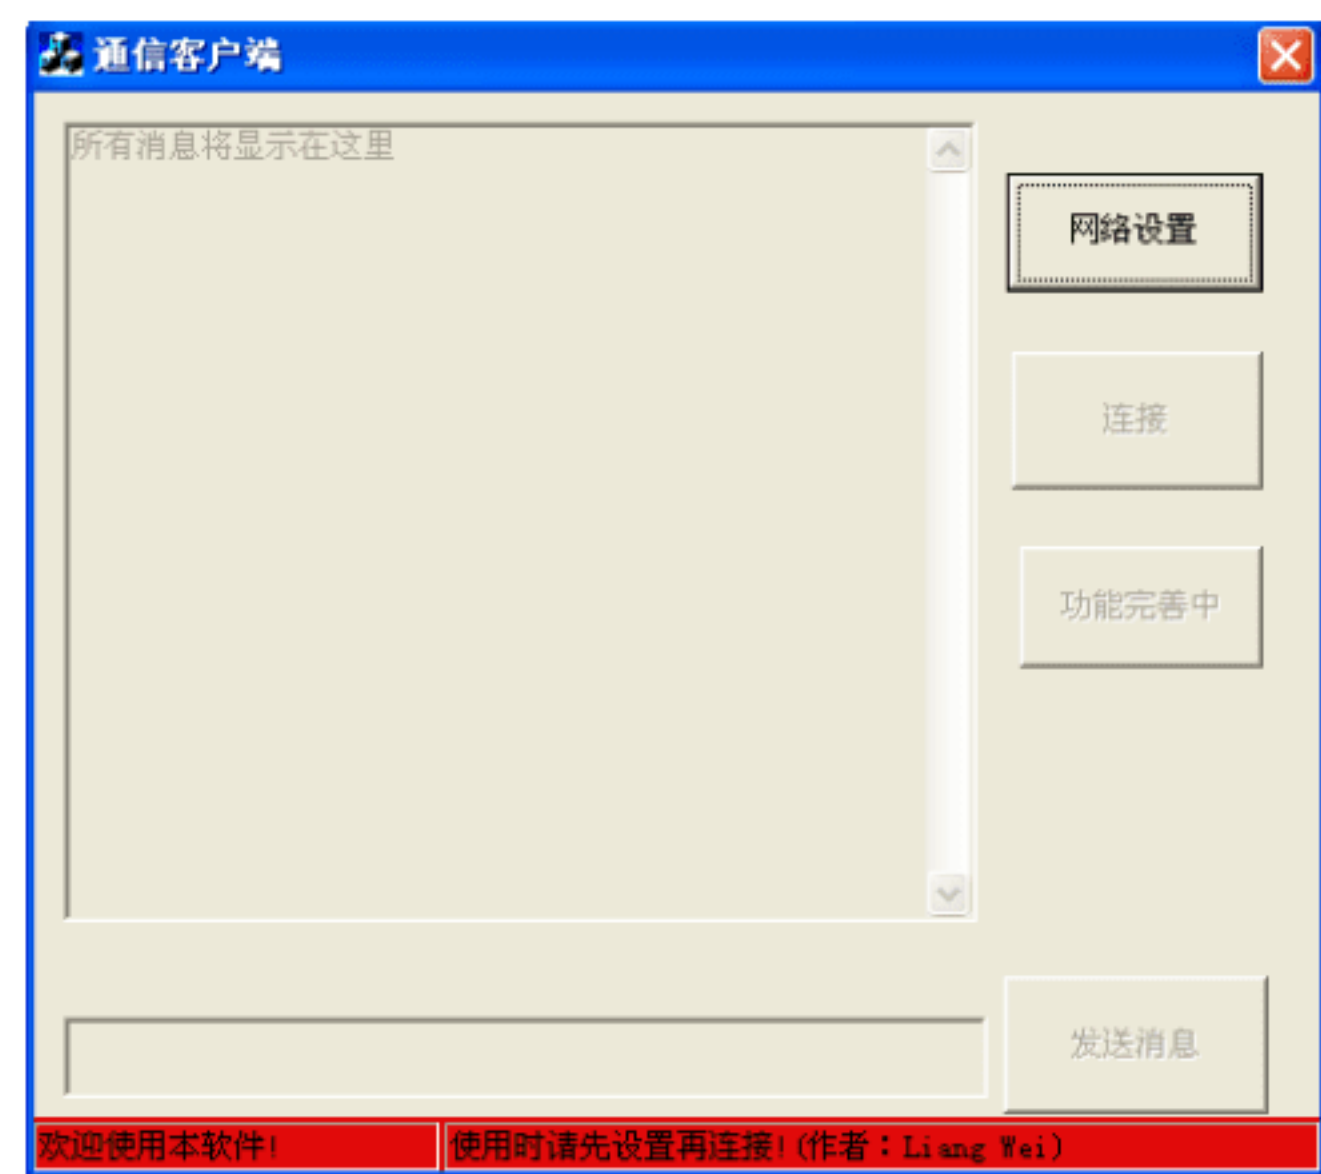 通信客户端
所有消息将显示在这里
网络设置
连接
功能完善中
发送消息
欢迎使用本软件!
使用时请先设置再连接!(作者：Liang Wei)